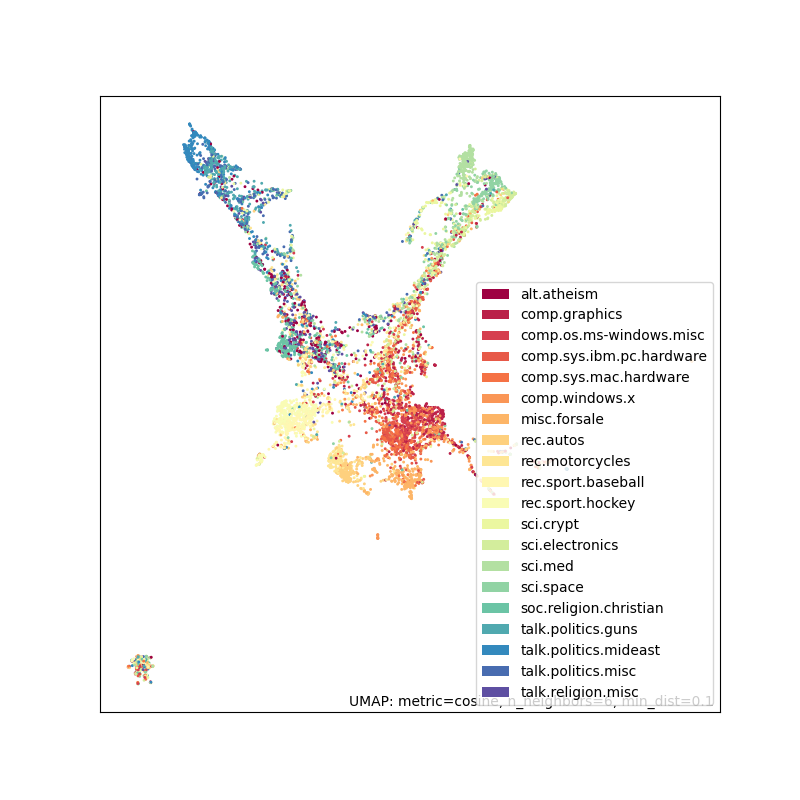 alt.atheism
comp.graphics
comp.os.ms-windows.misc
comp.sys.ibm.pc.hardware
comp.sys.mac.hardware
comp.windows.x
misc.forsale
rec.autos
rec.motorcycles
rec.sport.baseball
rec.sport.hockey
sci.crypt
sci.electronics
sci.med
sci.space
soc.religion.christian
talk.politics.guns
talk.politics.mideast
talk.politics.misc
talk.religion.misc
UMAP: metric=cosine, n_neighbors=6, min_dist=0.1